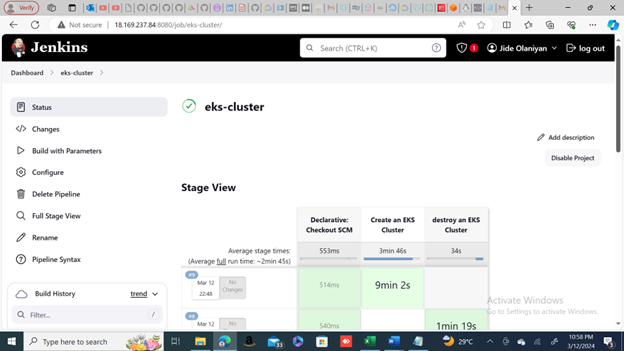 Verify
Not secure
18.169.237.84:8080/job/eks-cluster/
Jenkins
Search (CTRL+K)
1
Jide Olaniyan
log out
Dashboard
eks-cluster
Status
Changes
Build with Parameters
Configure
Delete Pipeline
Full Stage View
Rename
Pipeline Syntax
Build History
trend
Filter...
/
eks-cluster
Add description
Disable Project
Stage View
Declarative: Checkout SCM
Create an EKS Cluster
destroy an EKS Cluster
Average stage times:
(Average full run time: ~2min 45s)
553ms
3min 46s
34s
#9
Mar 12
22:48
No Changes
514ms
9min 2s
Mar 12
No
540ms
1min 19s
Activate Windows
Go to Settings to activate Windows.
Type here to search
33
29°C
10:58 PM
3/12/2024